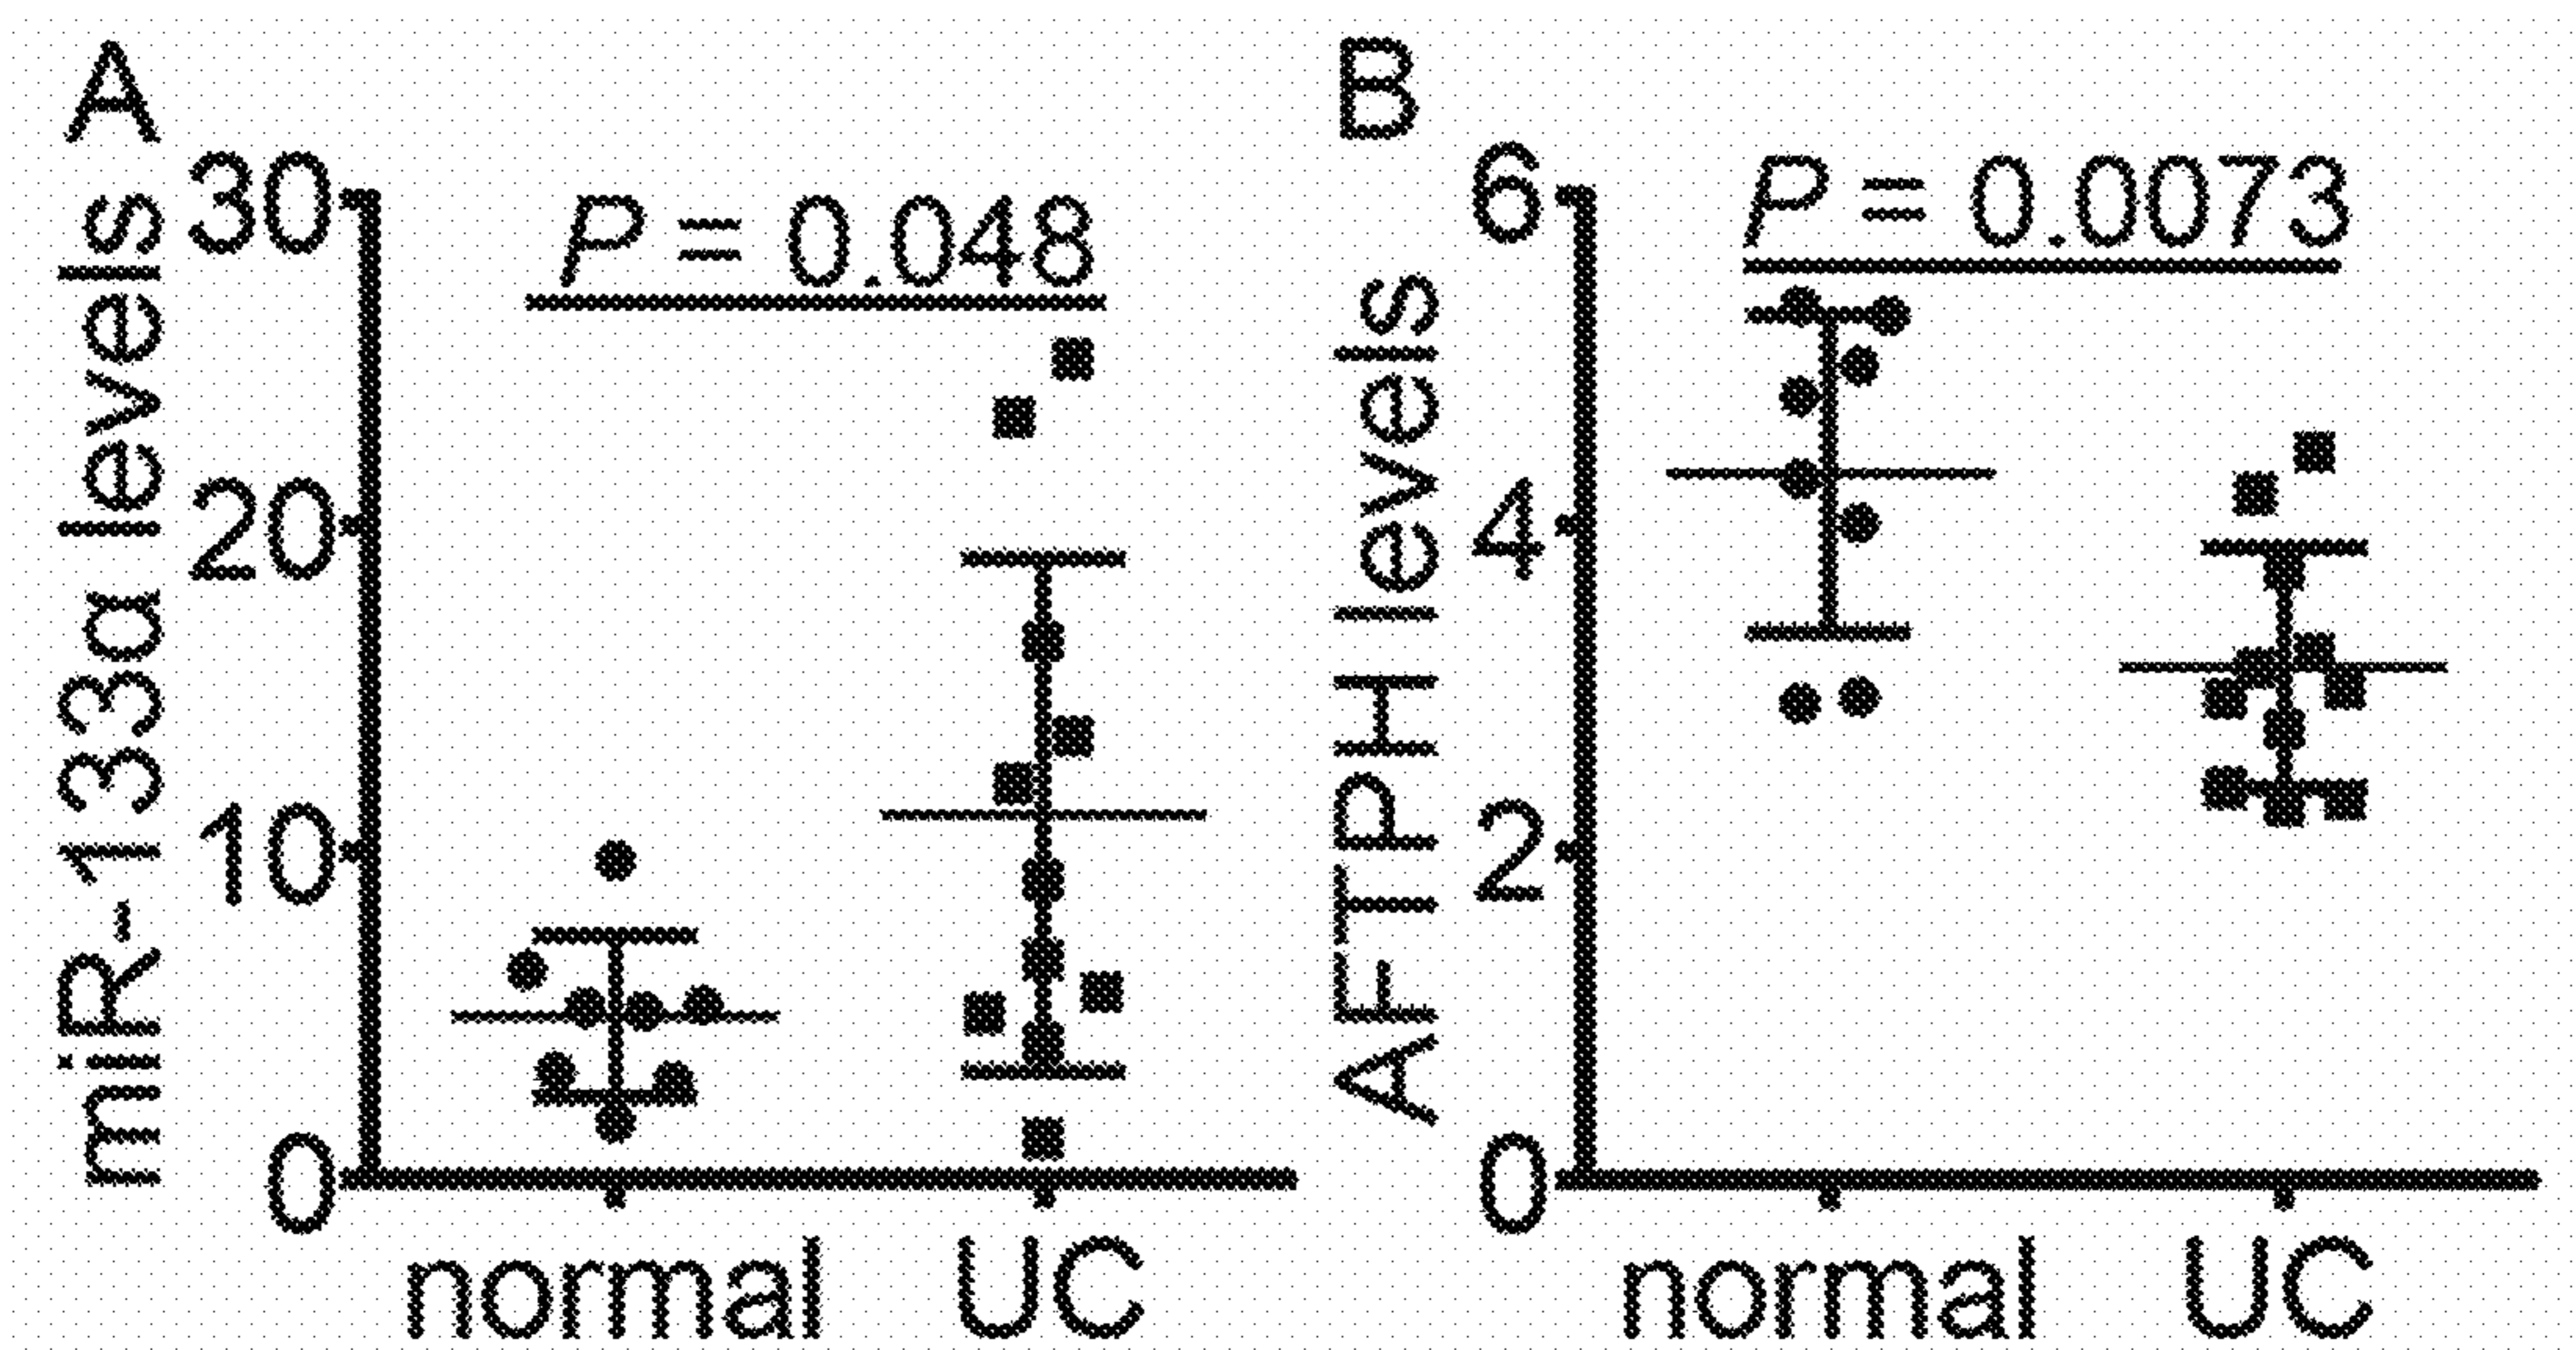 A
miR-133α levels
30
20
10
0
P = 0.048
normal UC
B
AFTPH levels
6
4
2
0
P = 0.0073
normal UC